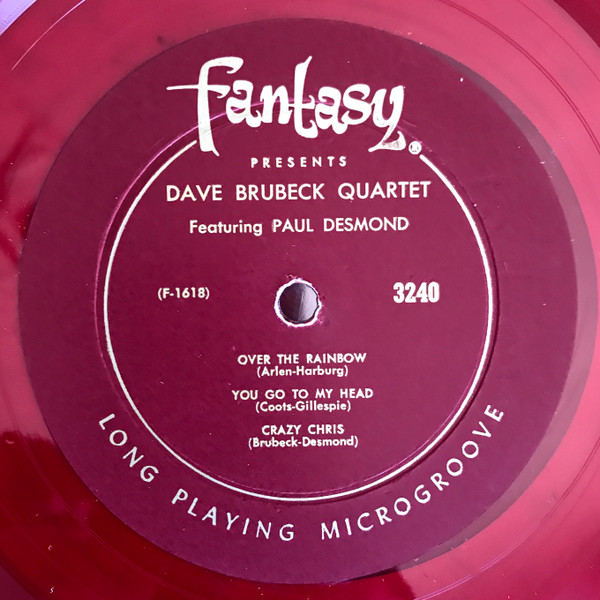 fantasy®
PRESENTS
DAVE BRUBECK QUARTET
Featuring PAUL DESMOND
(F-1618)
3240
OVER THE RAINBOW
(Arlen-Harburg)
YOU GO TO MY HEAD
(Coots-Gillespie)
CRAZY CHRIS
(Brubeck-Desmond)
LONG PLAYING MICROGROOVE